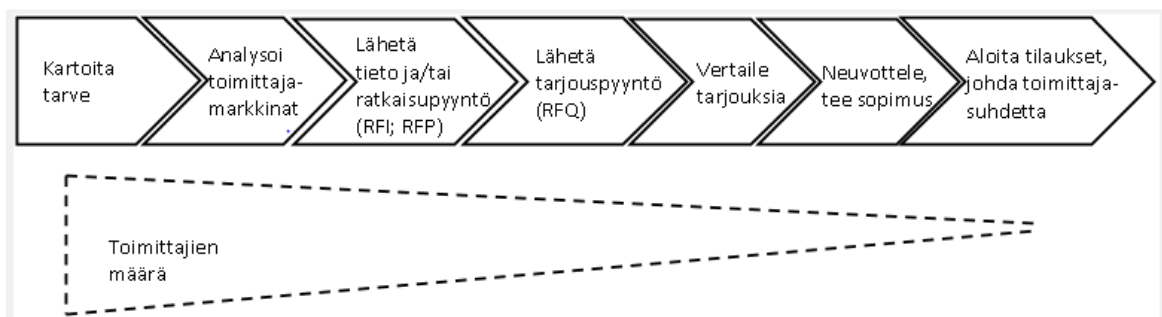 Kartoita
tarve
Analysoi
toimittaja-
markkinat
Lähetä
tieto ja/tai
ratkaisupyyntö
(RFI; RFP)
Lähetä
tarjouspyyntö
(RFQ)
Vertaile
tarjouksia
Neuvottele,
tee sopimus
Aloita tilaukset,
johda toimittaja-
suhdetta
Toimittajien
määrä